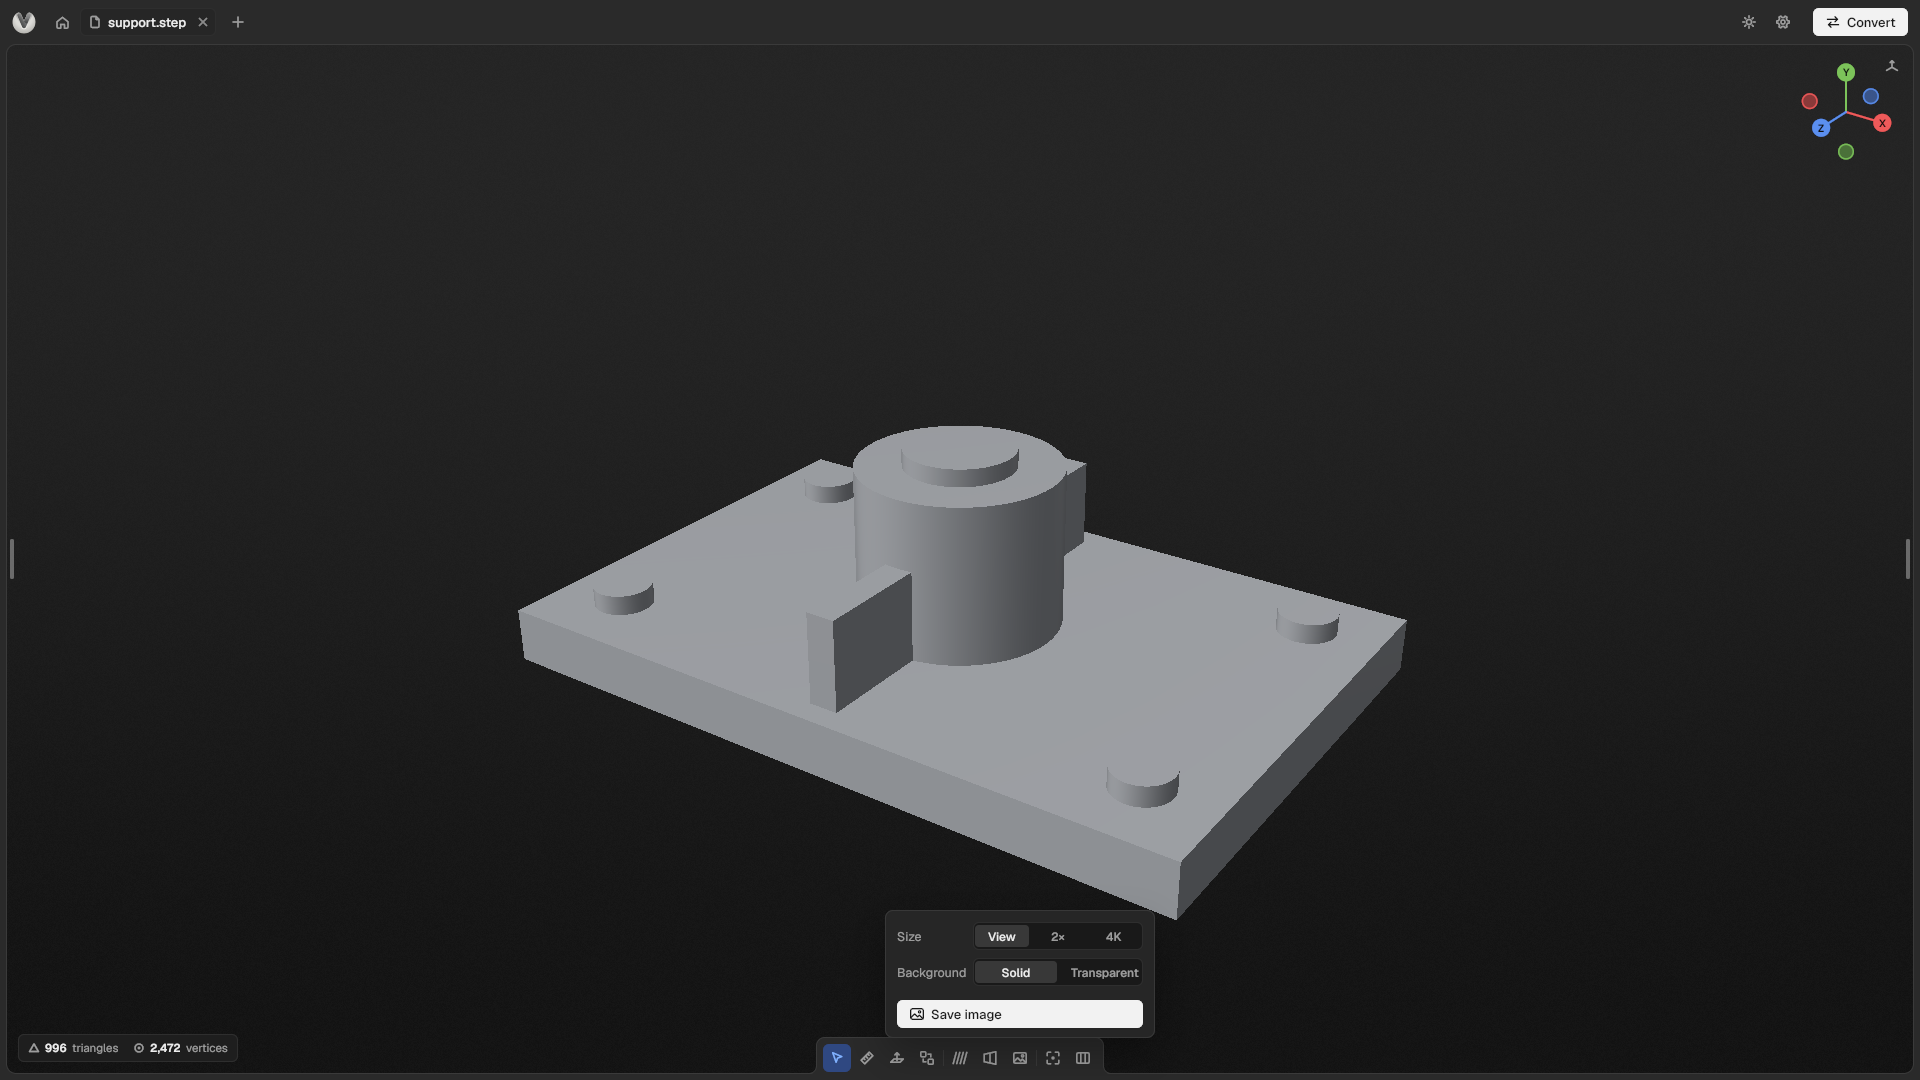 support.step
Convert
Y
X
Z
Size View 2× 4K
Background Solid Transparent
Save image
996 triangles 2,472 vertices